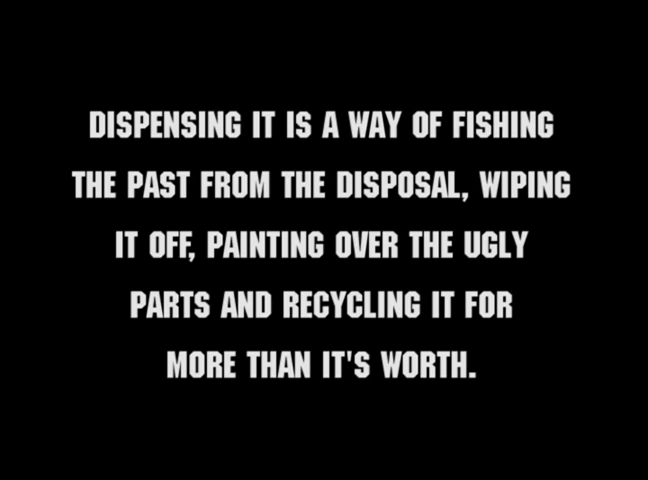 DISPENSING IT IS A WAY OF FISHING
THE PAST FROM THE DISPOSAL, WIPING
IT OFF, PAINTING OVER THE UGLY
PARTS AND RECYCLING IT FOR
MORE THAN IT'S WORTH.